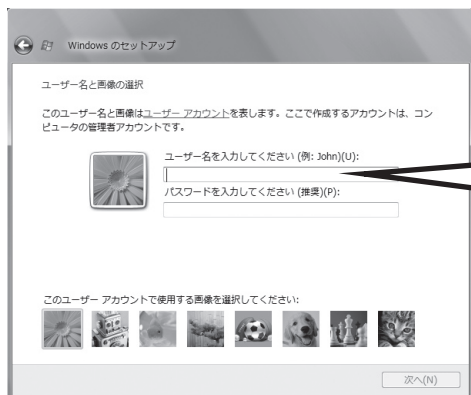 Windows のセットアップ
ユーザー名と画像の選択
このユーザー名と画像はユーザー アカウントを表します。ここで作成するアカウントは、コン
ピュータの管理者アカウントです。
ユーザー名を入力してください (例: John)(U):
パスワードを入力してください (推奨)(P):
このユーザー アカウントで使用する画像を選択してください:
次へ(N)